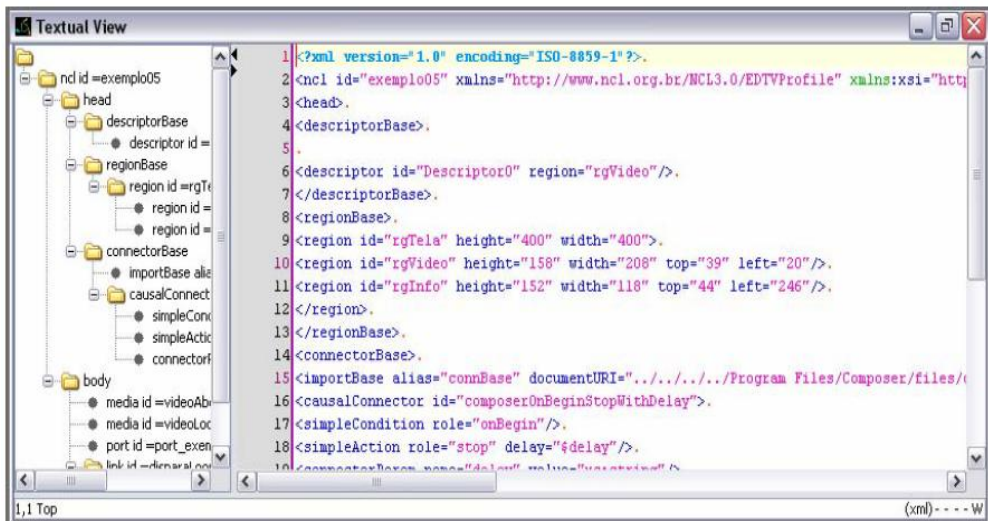 Textual View
ncl id =exemplo05
head
descriptorBase
descriptor id =
regionBase
region id =rgTe
region id =
region id =
connectorBase
importBase alia
causalConnect
simpleCond
simpleActic
connectorF
body
media id =videoAb
media id =videoLoc
port id =port_exem
link id =disparaLoo
1 <?xml version="1.0" encoding="ISO-8859-1"?>.
2 <ncl id="exemplo05" xmlns="http://www.ncl.org.br/NCL3.0/EDTVProfile" xmlns:xsi="http
3 <head>.
4 <descriptorBase>.
5 .
6 <descriptor id="Descriptor0" region="rgVideo"/>.
7 </descriptorBase>.
8 <regionBase>.
9 <region id="rgTela" height="400" width="400">.
10 <region id="rgVideo" height="158" width="208" top="39" left="20"/>.
11 <region id="rgInfo" height="152" width="118" top="44" left="246"/>.
12 </region>.
13 </regionBase>.
14 <connectorBase>.
15 <importBase alias="connBase" documentURI="../../../../Program Files/Composer/files/
16 <causalConnector id="composerOnBeginStopWithDelay">.
17 <simpleCondition role="onBegin"/>.
18 <simpleAction role="stop" delay="$delay"/>.
1,1 Top
(xml)- - - - W